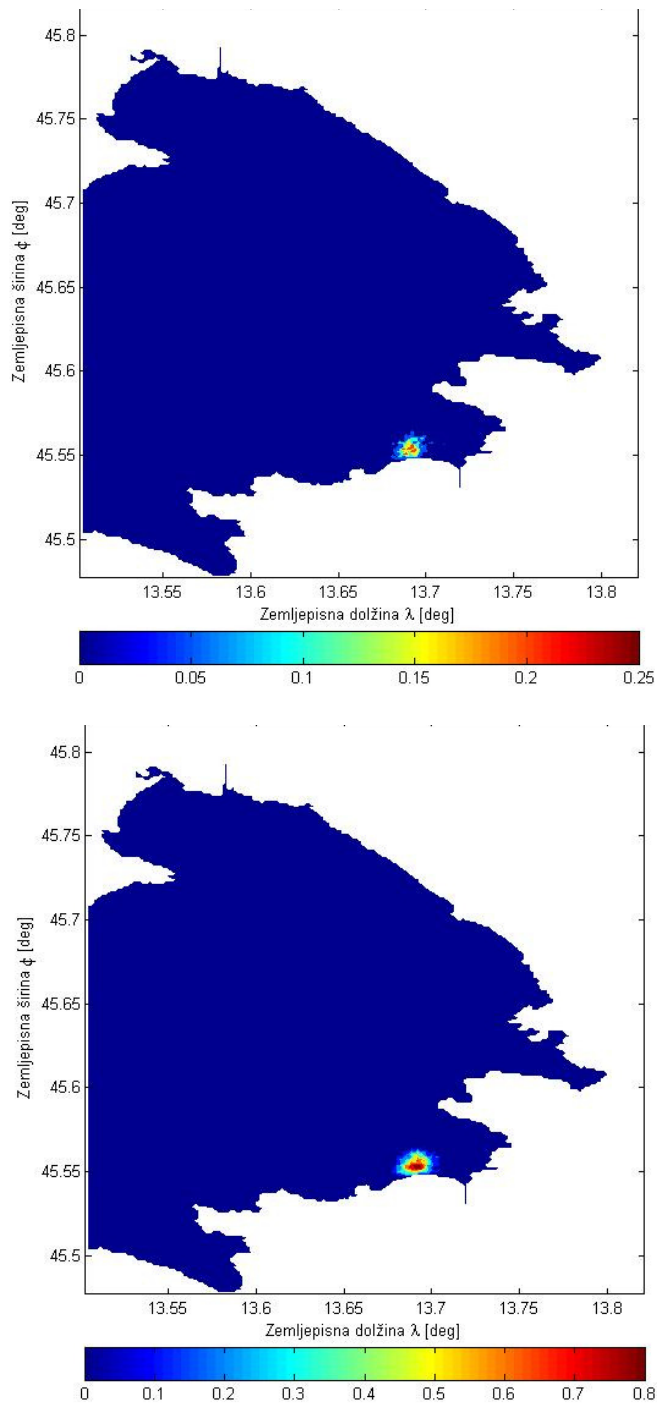 45.8
45.75
45.7
45.65
45.6
45.55
45.5
Zemljepisna širina ϕ [deg]
13.55 13.6 13.65 13.7 13.75 13.8
Zemljepisna dolžina λ [deg]
0 0.05 0.1 0.15 0.2 0.25
45.8
45.75
45.7
45.65
45.6
45.55
45.5
Zemljepisna širina ϕ [deg]
13.55 13.6 13.65 13.7 13.75 13.8
Zemljepisna dolžina λ [deg]
0 0.1 0.2 0.3 0.4 0.5 0.6 0.7 0.8